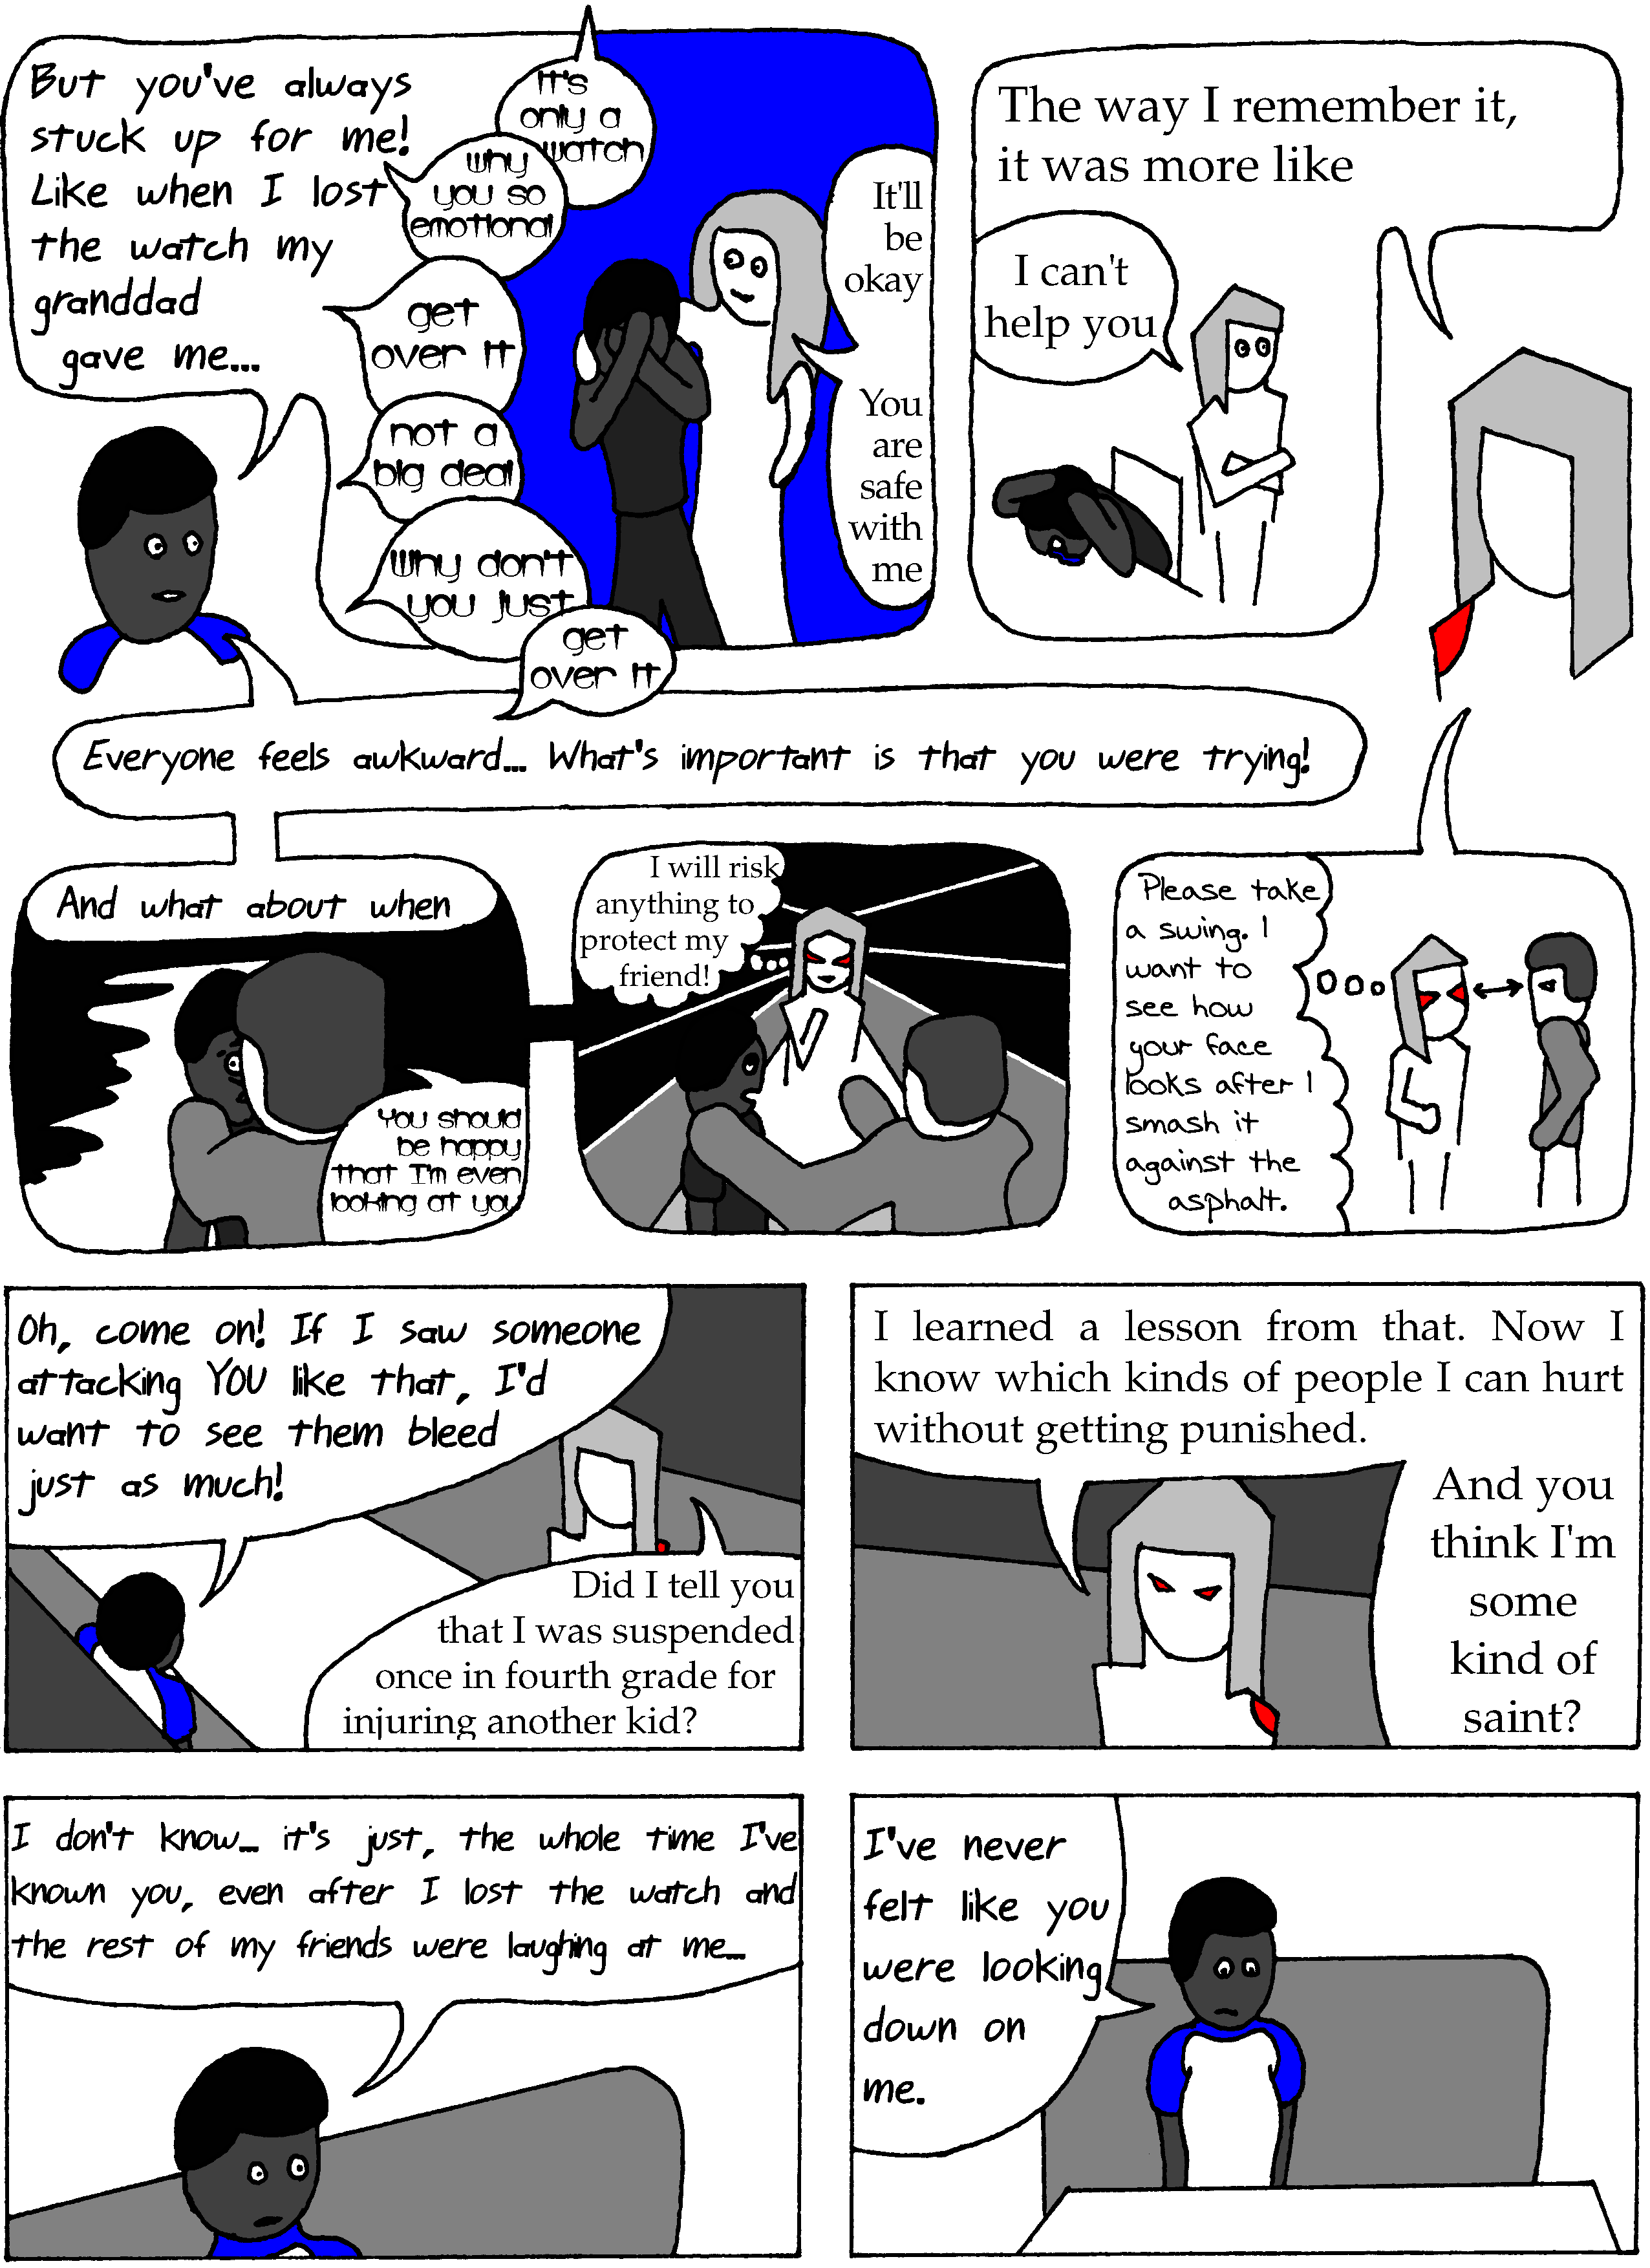 But you've always
stuck up for me!
Like when I lost
the watch my
granddad
gave me...
It's
only a
watch
Why
you so
emotional
get
over it
not a
big deal
Why don't
you just
get
over it
It'll
be
okay
You
are
safe
with
me
The way I remember it,
it was more like
I can't
help you
Everyone feels awkward... What's important is that you were trying!
And what about when
You should
be happy
that I'm even
looking at you
I will risk
anything to
protect my
friend!
Please take
a swing. I
want to
see how
your face
looks after I
smash it
against the
asphalt.
Oh, come on! If I saw someone
attacking YOU like that, I'd
want to see them bleed
just as much!
Did I tell you
that I was suspended
once in fourth grade for
injuring another kid?
I learned a lesson from that. Now I
know which kinds of people I can hurt
without getting punished.
And you
think I'm
some
kind of
saint?
I don't know... it's just, the whole time I've
known you, even after I lost the watch and
the rest of my friends were laughing at me...
I've never
felt like you
were looking
down on
me.